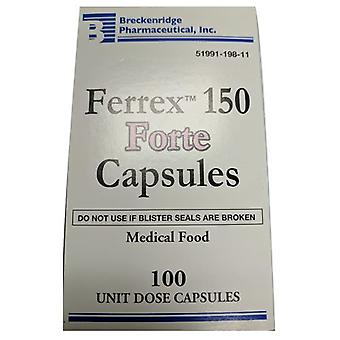 B
Breckenridge
Pharmaceutical, Inc.
51991-198-11
Ferrex™ 150
Forte
Capsules
DO NOT USE IF BLISTER SEALS ARE BROKEN
Medical Food
100
UNIT DOSE CAPSULES